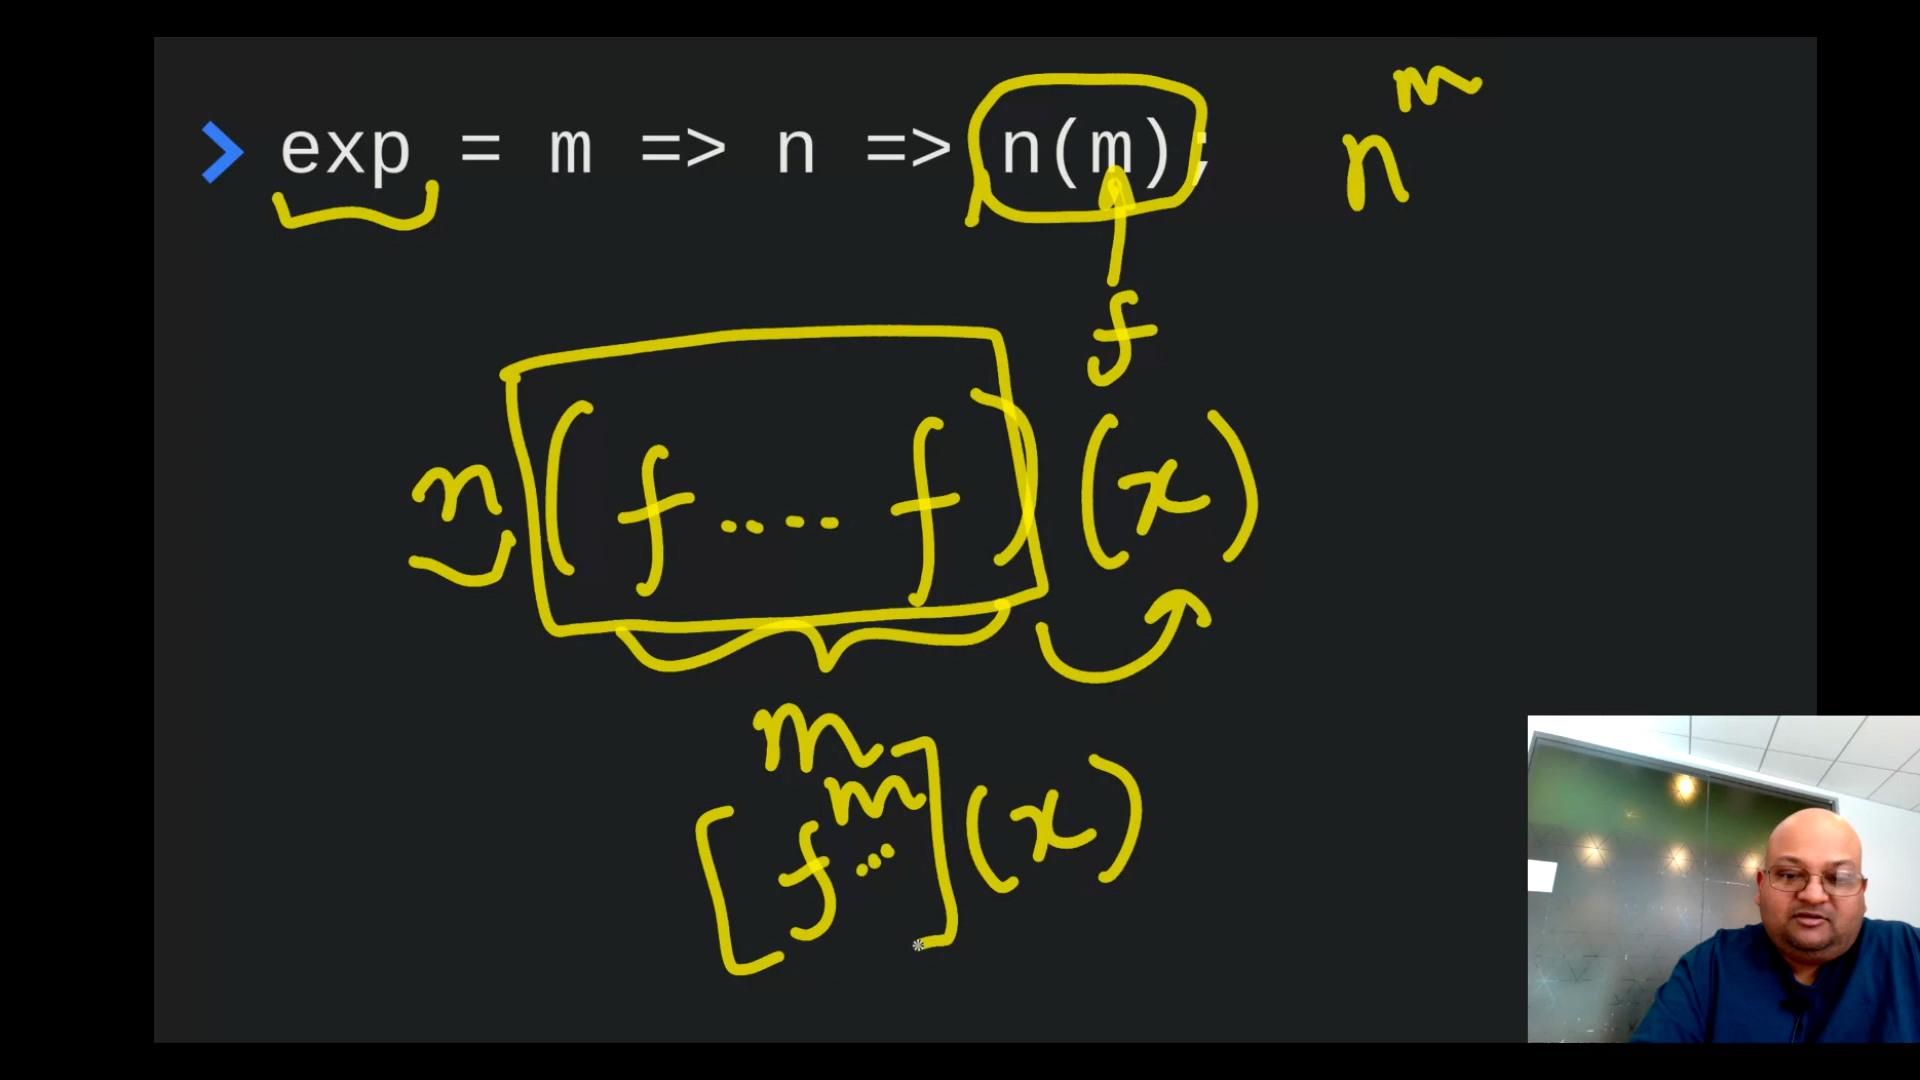 > exp = m => n => n(m);
n^m
f
n ( f .... f ) (x)
m
[ f^m ... ] (x)